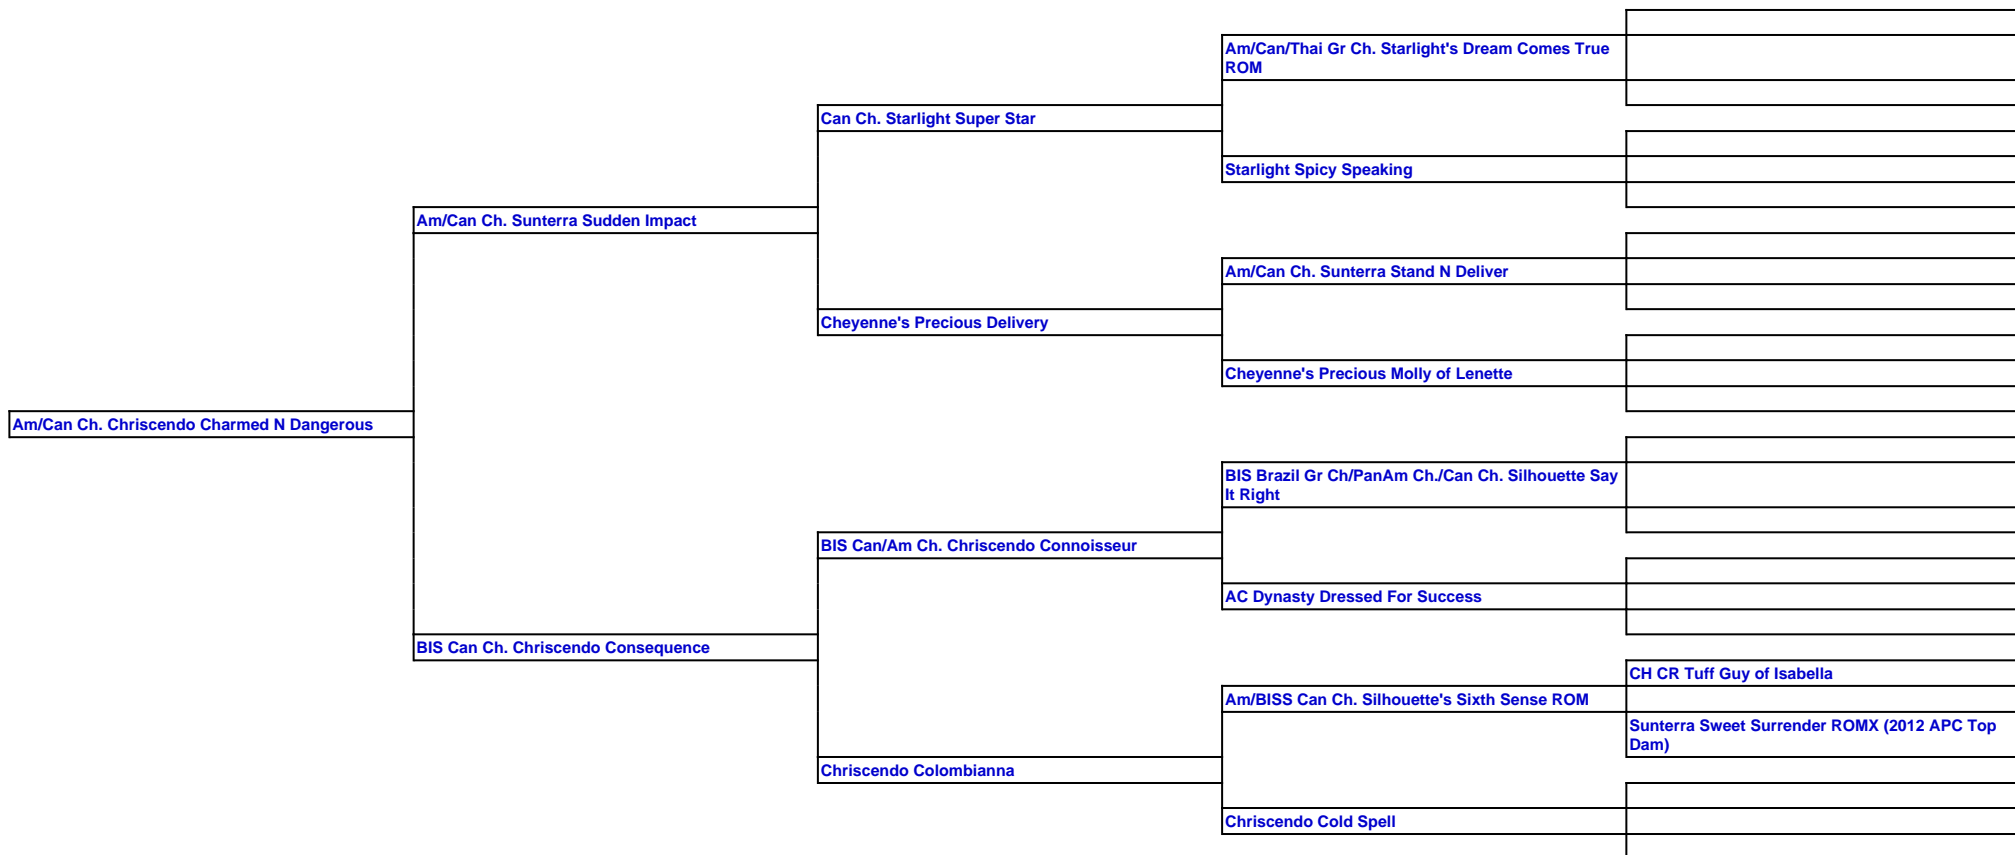 Am/Can/Thai Gr Ch. Starlight's Dream Comes True
ROM
Can Ch. Starlight Super Star
Starlight Spicy Speaking
Am/Can Ch. Sunterra Sudden Impact
Am/Can Ch. Sunterra Stand N Deliver
Cheyenne's Precious Delivery
Cheyenne's Precious Molly of Lenette
Am/Can Ch. Chriscendo Charmed N Dangerous
BIS Brazil Gr Ch/PanAm Ch./Can Ch. Silhouette Say
It Right
BIS Can/Am Ch. Chriscendo Connoisseur
AC Dynasty Dressed For Success
BIS Can Ch. Chriscendo Consequence
CH CR Tuff Guy of Isabella
Am/BISS Can Ch. Silhouette's Sixth Sense ROM
Sunterra Sweet Surrender ROMX (2012 APC Top
Dam)
Chriscendo Colombianna
Chriscendo Cold Spell